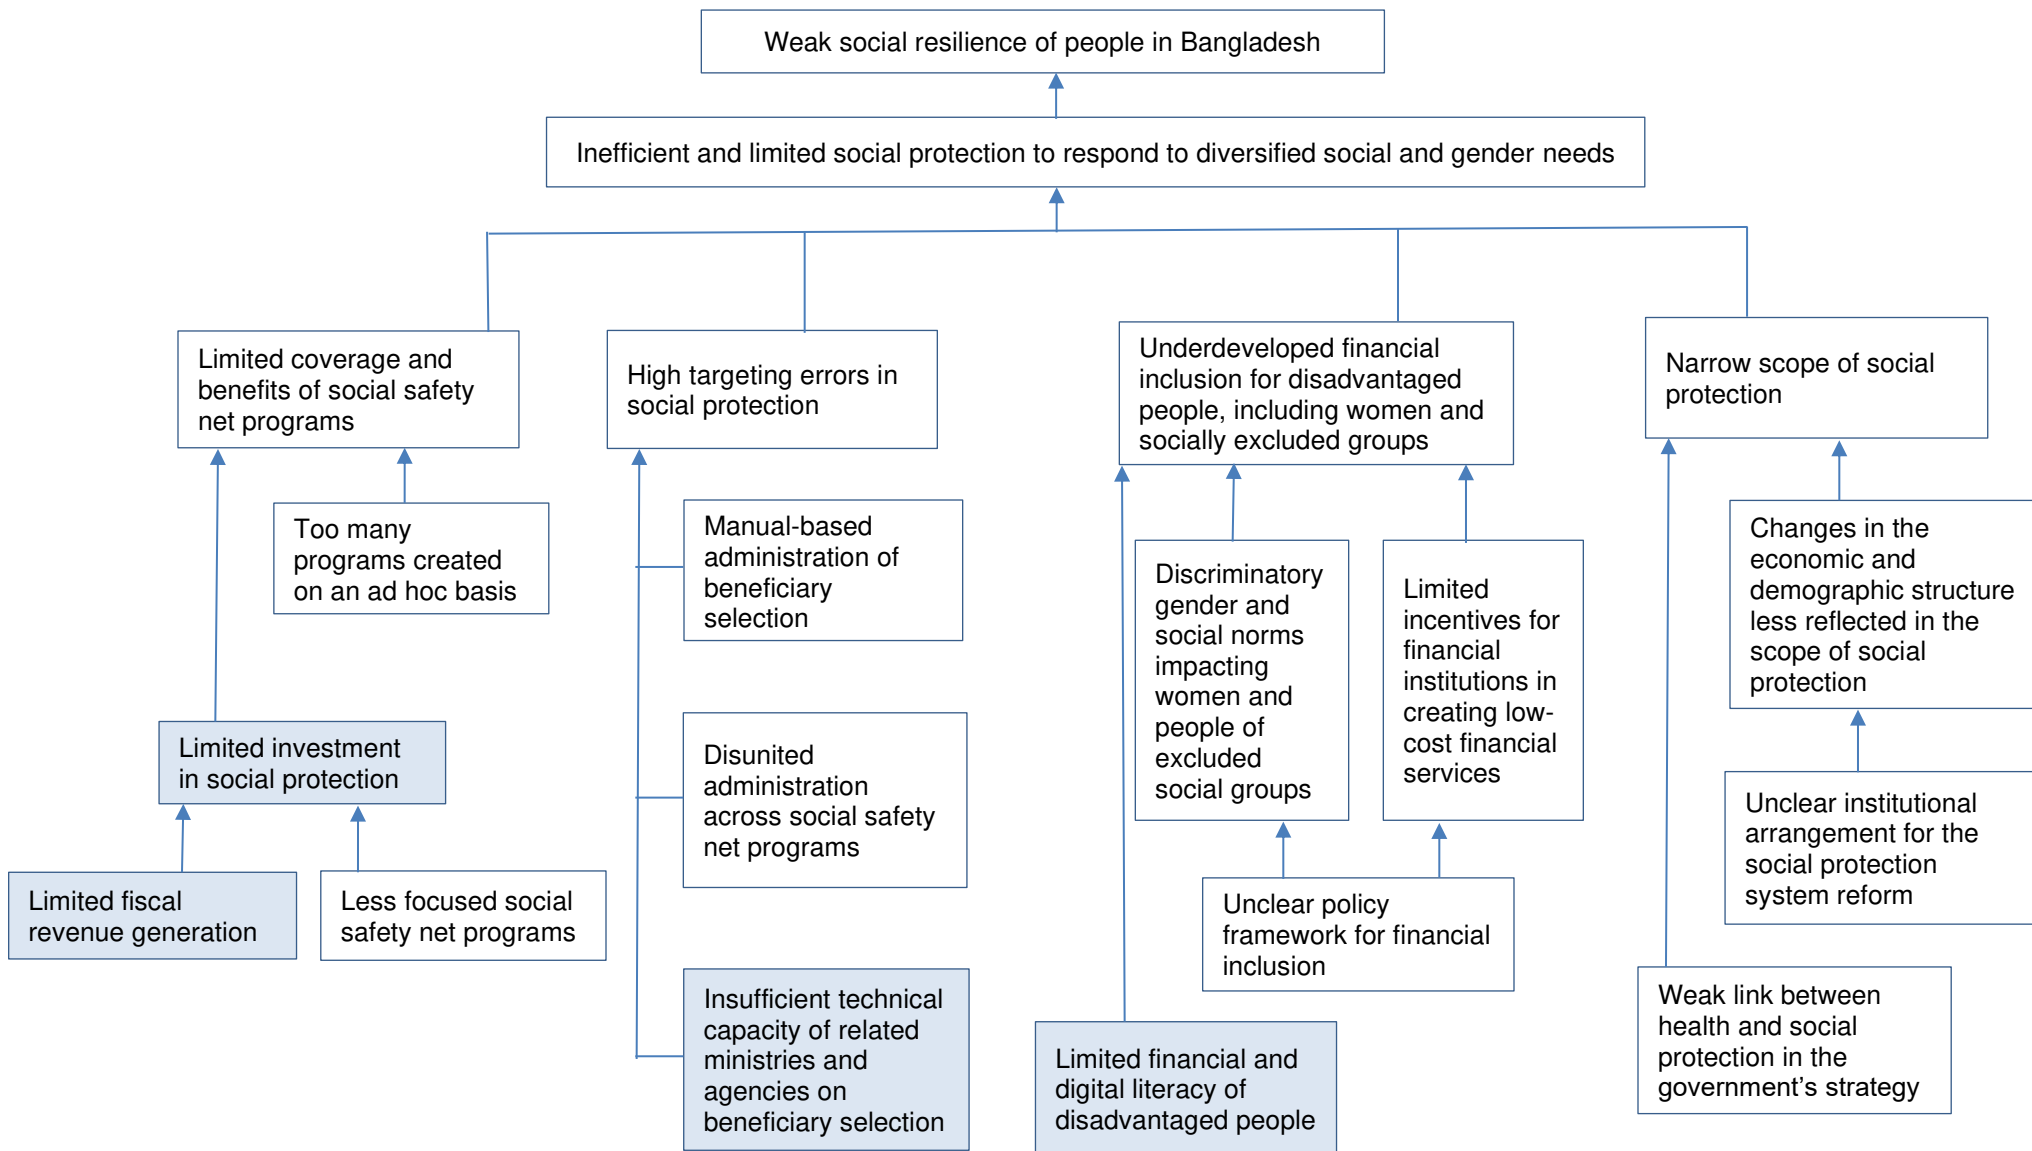 Weak social resilience of people in Bangladesh
Inefficient and limited social protection to respond to diversified social and gender needs
Limited coverage and
benefits of social safety
net programs
High targeting errors in
social protection
Underdeveloped financial
inclusion for disadvantaged
people, including women and
socially excluded groups
Narrow scope of social
protection
Too many
programs created
on an ad hoc basis
Manual-based
administration of
beneficiary
selection
Discriminatory
gender and
social norms
impacting
women and
people of
excluded
social groups
Limited
incentives for
financial
institutions in
creating low-
cost financial
services
Changes in the
economic and
demographic structure
less reflected in the
scope of social
protection
Limited investment
in social protection
Disunited
administration
across social safety
net programs
Unclear institutional
arrangement for the
social protection
system reform
Limited fiscal
revenue generation
Less focused social
safety net programs
Unclear policy
framework for financial
inclusion
Insufficient technical
capacity of related
ministries and
agencies on
beneficiary selection
Limited financial and
digital literacy of
disadvantaged people
Weak link between
health and social
protection in the
government’s strategy